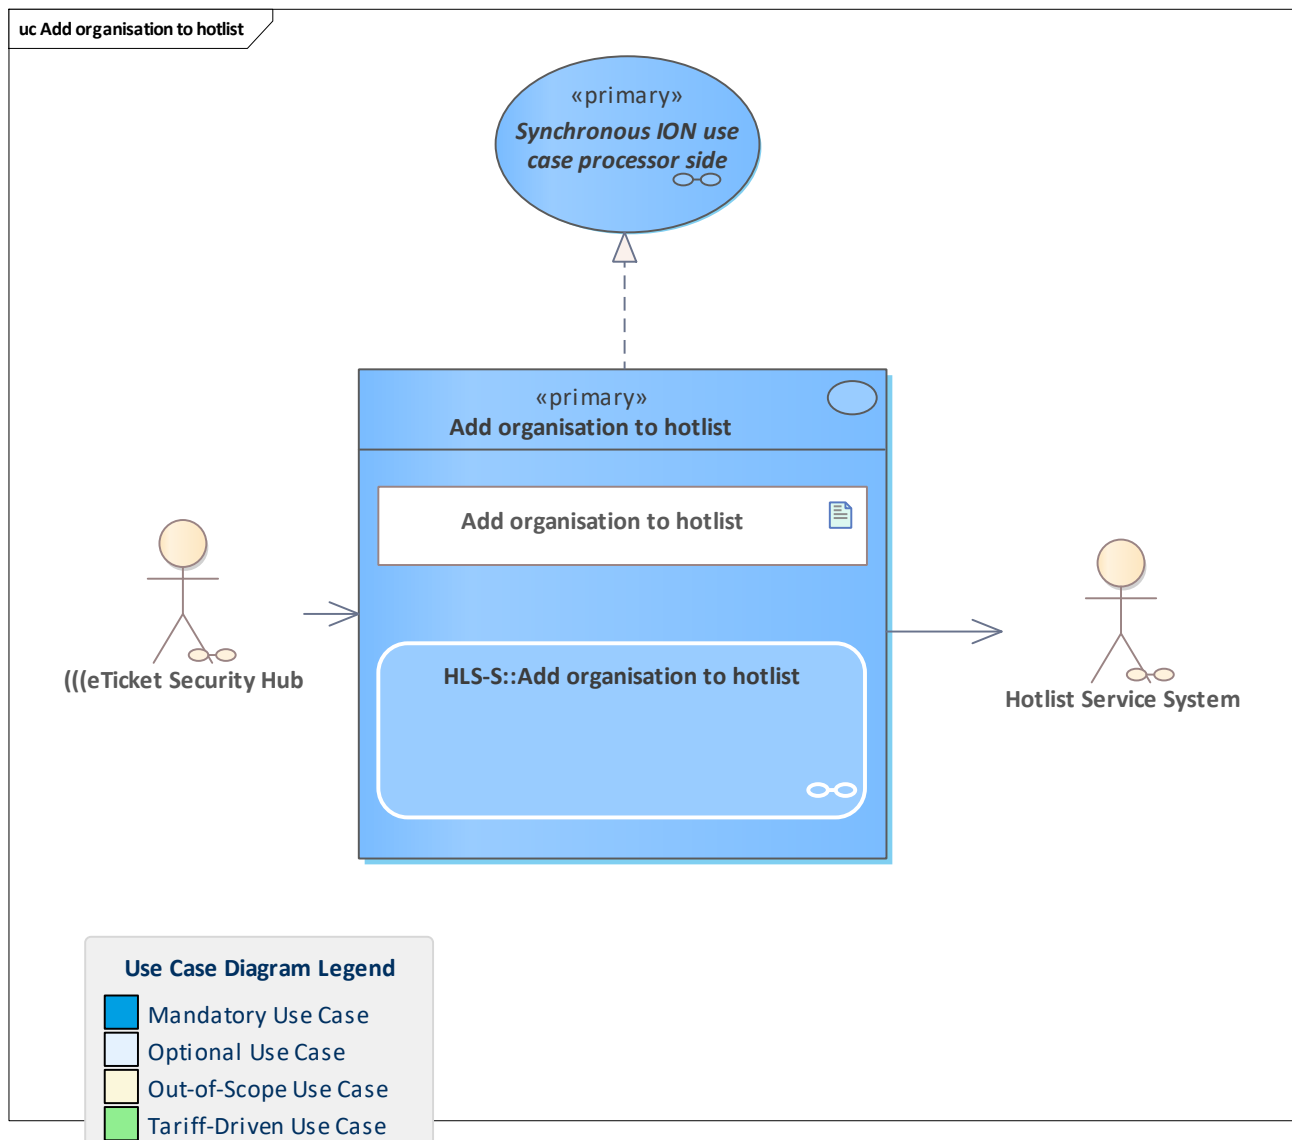 uc Add organisation to hotlist
«primary»
Synchronous ION use
case processor side
«primary»
Add organisation to hotlist
Add organisation to hotlist
HLS-S::Add organisation to hotlist
(((eTicket Security Hub
Hotlist Service System
Use Case Diagram Legend
Mandatory Use Case
Optional Use Case
Out-of-Scope Use Case
Tariff-Driven Use Case